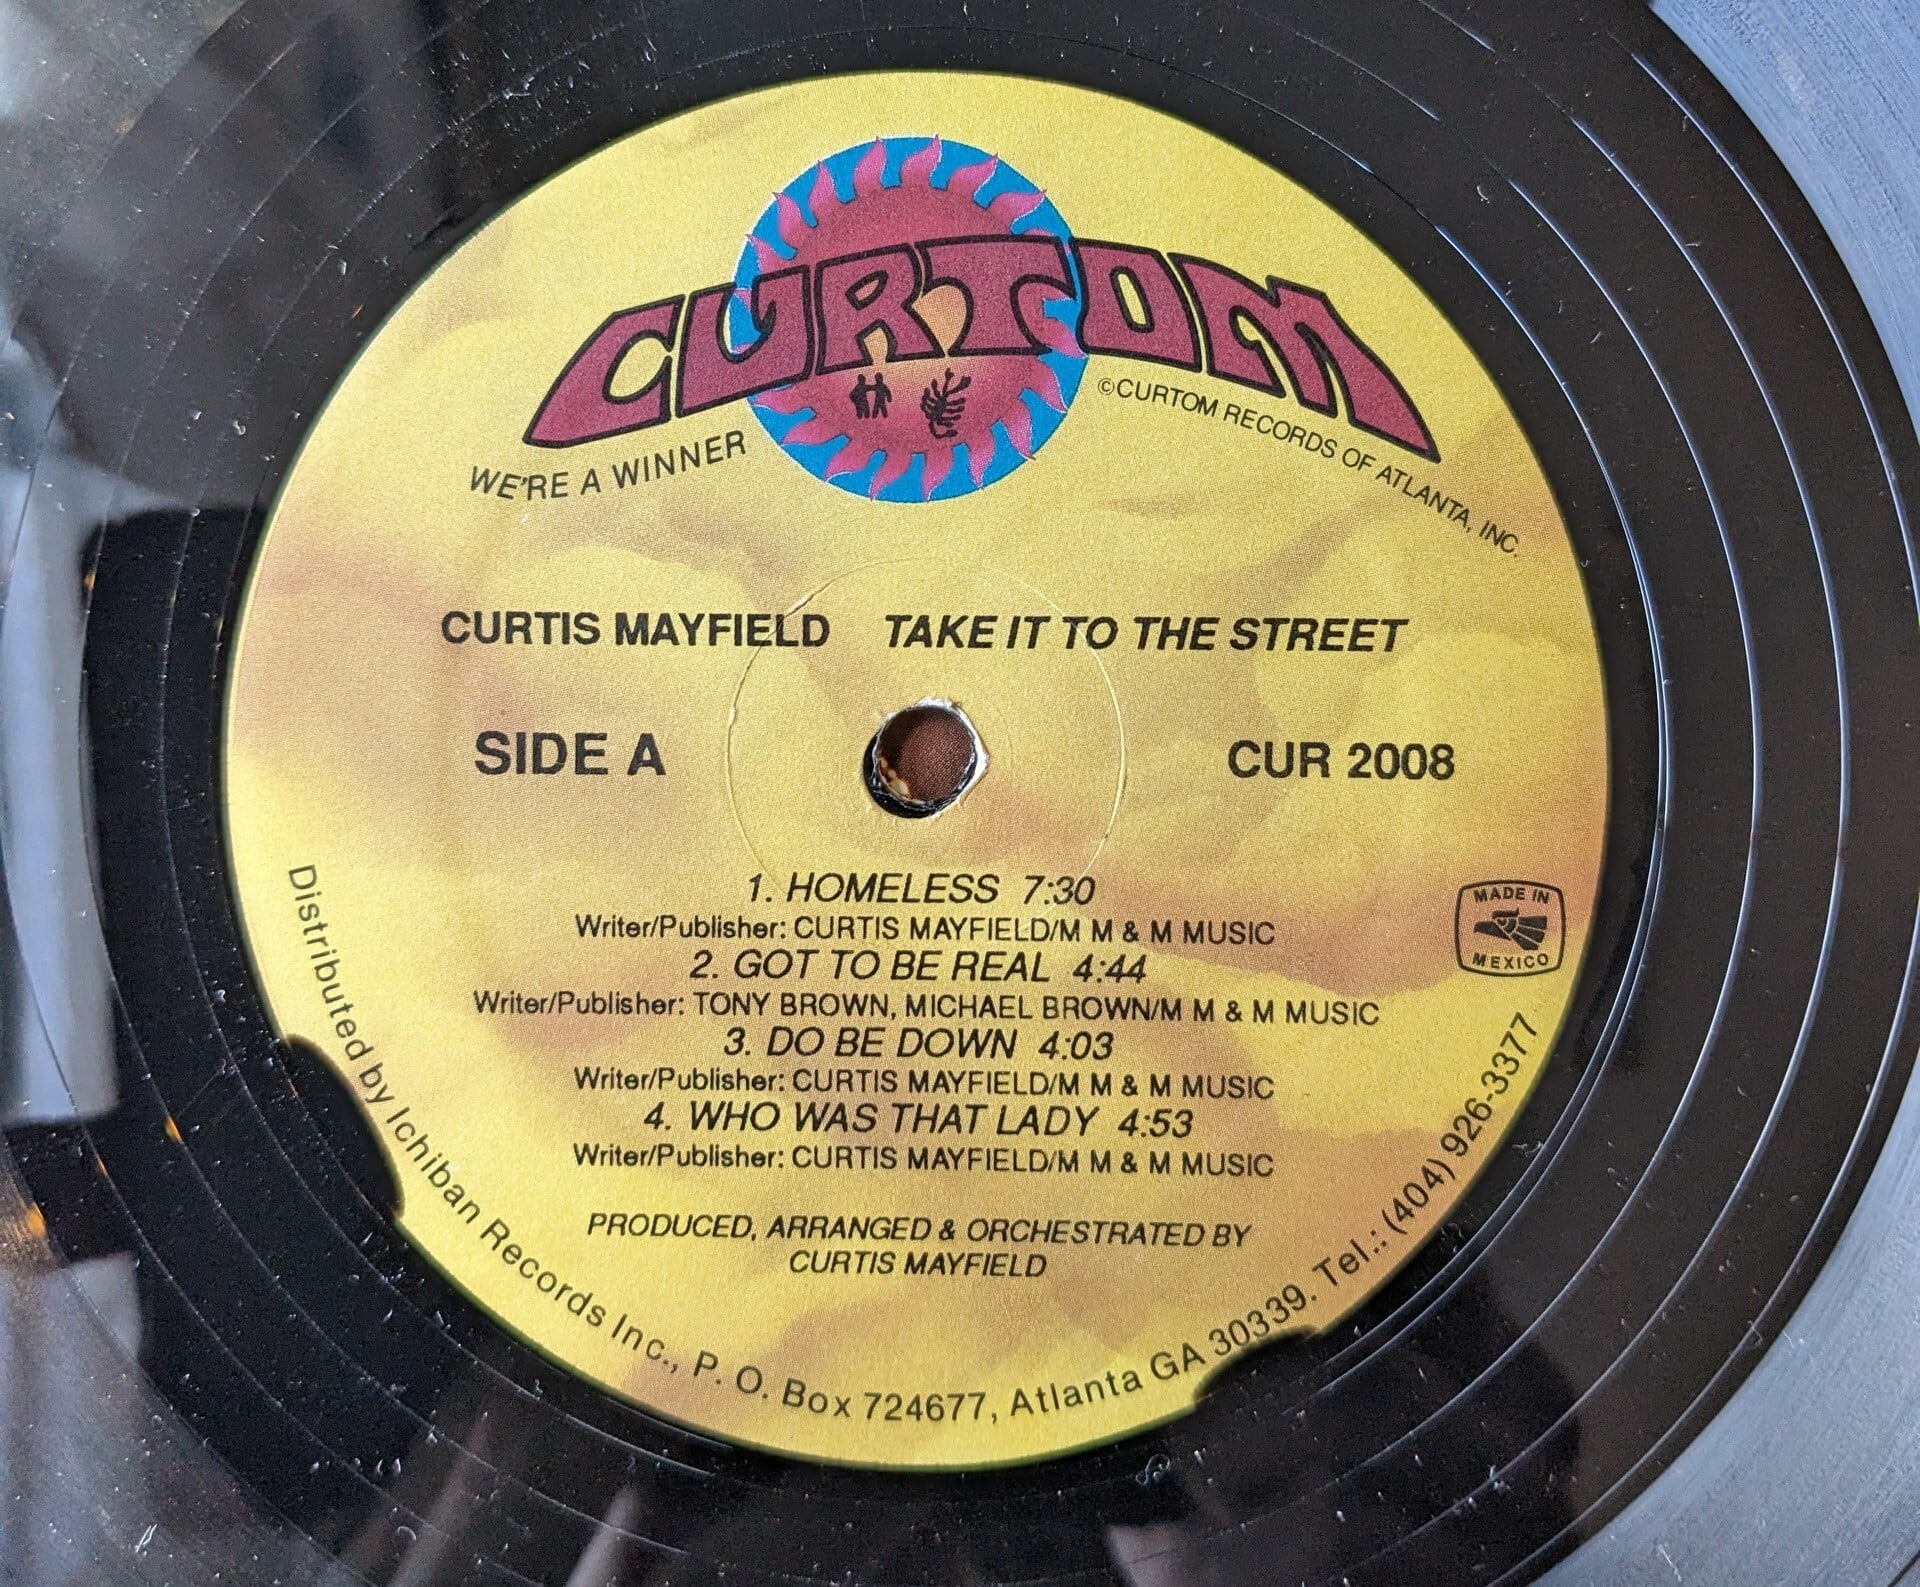 CURTOM
WE'RE A WINNER
©CURTOM RECORDS OF ATLANTA, INC.
CURTIS MAYFIELD TAKE IT TO THE STREET
SIDE A
CUR 2008
1. HOMELESS 7:30
Writer/Publisher: CURTIS MAYFIELD/M M & M MUSIC
2. GOT TO BE REAL 4:44
Writer/Publisher: TONY BROWN, MICHAEL BROWN/M M & M MUSIC
3. DO BE DOWN 4:03
Writer/Publisher: CURTIS MAYFIELD/M M & M MUSIC
4. WHO WAS THAT LADY 4:53
Writer/Publisher: CURTIS MAYFIELD/M M & M MUSIC
PRODUCED, ARRANGED & ORCHESTRATED BY
CURTIS MAYFIELD
MADE IN
MEXICO
Distributed by Ichiban Records Inc., P. O. Box 724677, Atlanta GA 30339. Tel.: (404) 926-3377